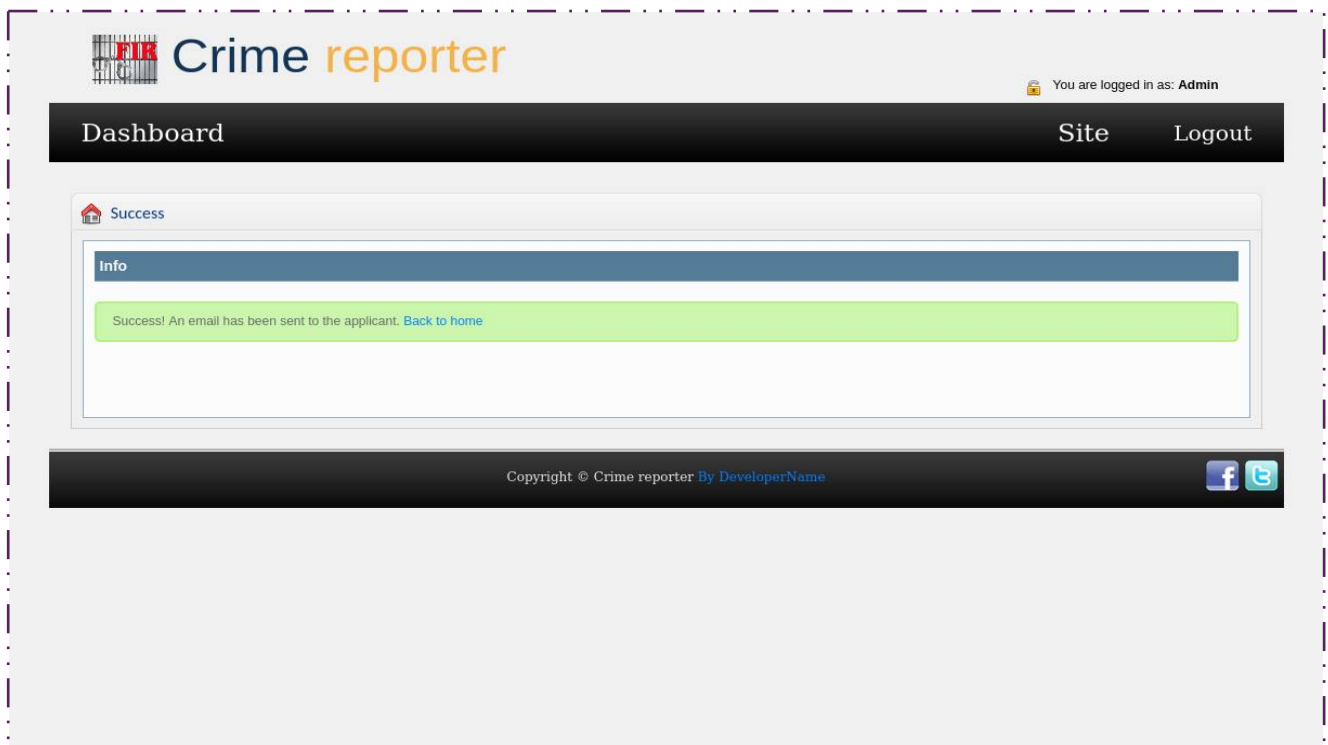 FIR Crime reporter
You are logged in as: Admin
Dashboard Site Logout
Success
Info
Success! An email has been sent to the applicant. Back to home
Copyright © Crime reporter By DeveloperName